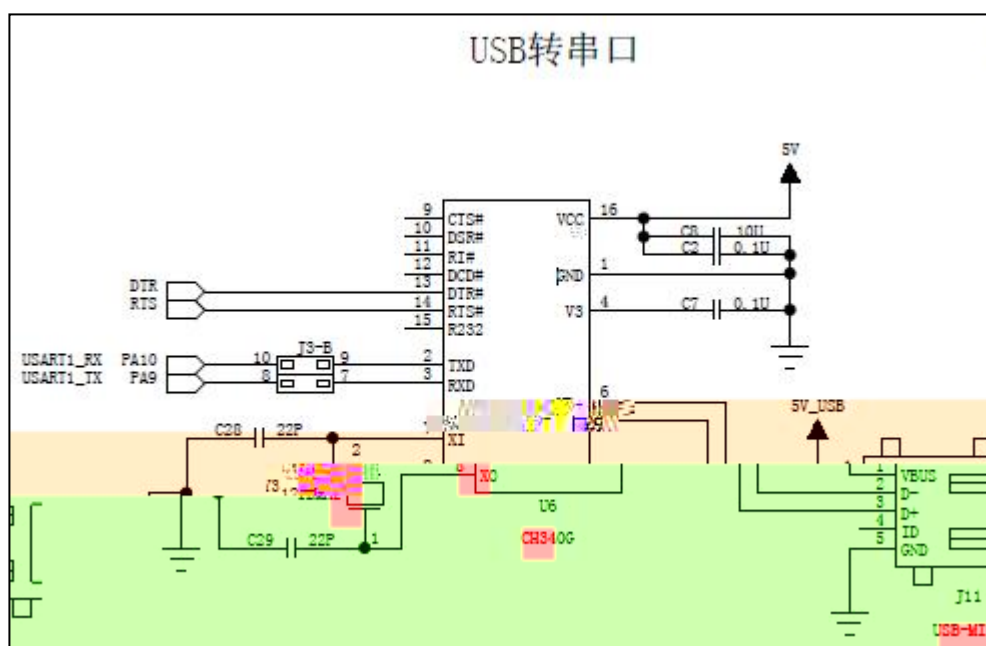 USB转串口
5V
9 CTS# VCC 16
10 DSR# C8 10U
11 RI# C2 0.1U
12 DCD# GND 1
DTR 13 DTR#
RTS 14 RTS# V3 4 C7 0.1U
15 R232
J3-B
USART1_RX PA10 10 9 2 TXD
USART1_TX PA9 8 7 3 RXD
6
5V_USB
C28 22P XI
2
XO 1 VBUS
2 D-
U6 3 D+
4 ID
C29 22P 1 CH340G 5 GND
J11